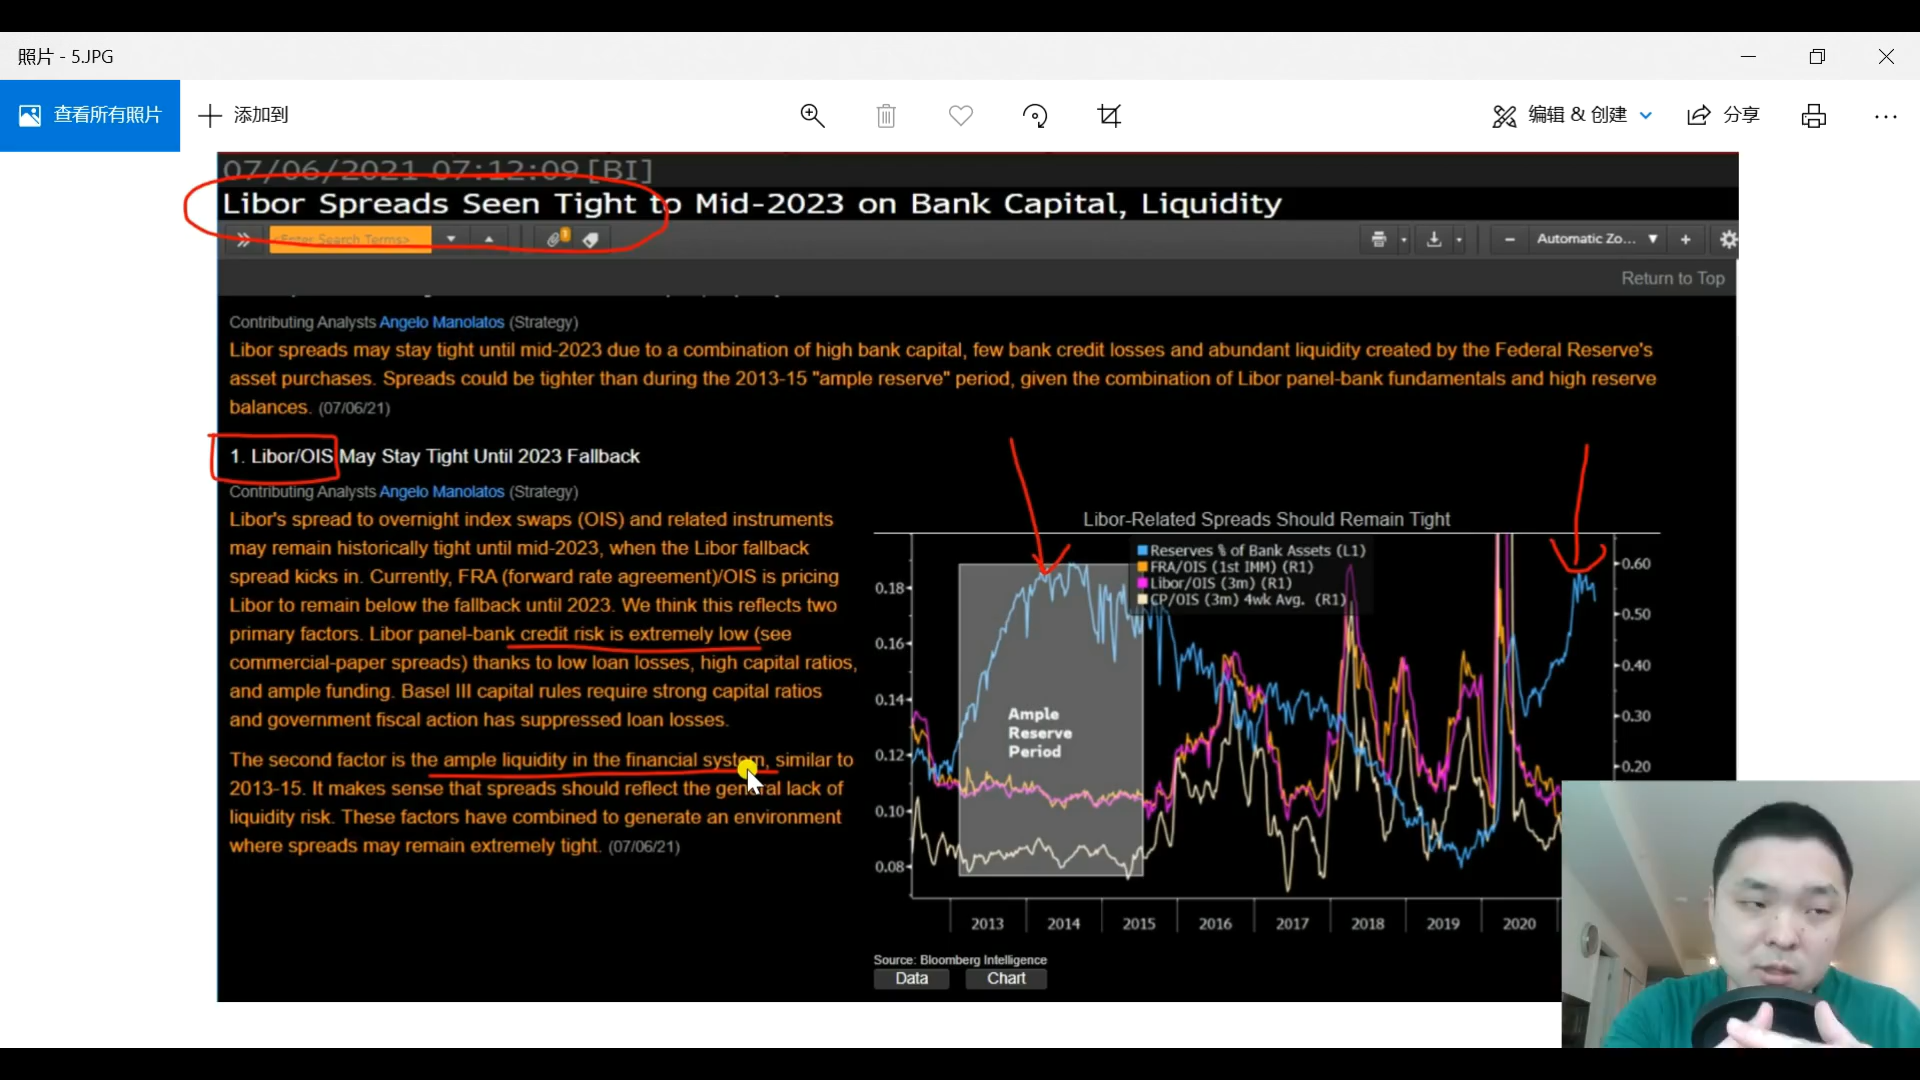 照片 - 5.JPG
查看所有照片
添加到
编辑 & 创建
分享
07/06/2021 07:12:09[BI]
Libor Spreads Seen Tight to Mid-2023 on Bank Capital, Liquidity
<Enter Search Terms>
1
Automatic Zo...
Return to Top
Contributing Analysts Angelo Manolatos (Strategy)
Libor spreads may stay tight until mid-2023 due to a combination of high bank capital, few bank credit losses and abundant liquidity created by the Federal Reserve's
asset purchases. Spreads could be tighter than during the 2013-15 "ample reserve" period, given the combination of Libor panel-bank fundamentals and high reserve
balances. (07/06/21)
1. Libor/OIS May Stay Tight Until 2023 Fallback
Contributing Analysts Angelo Manolatos (Strategy)
Libor's spread to overnight index swaps (OIS) and related instruments
may remain historically tight until mid-2023, when the Libor fallback
spread kicks in. Currently, FRA (forward rate agreement)/OIS is pricing
Libor to remain below the fallback until 2023. We think this reflects two
primary factors. Libor panel-bank credit risk is extremely low (see
commercial-paper spreads) thanks to low loan losses, high capital ratios,
and ample funding. Basel III capital rules require strong capital ratios
and government fiscal action has suppressed loan losses.
The second factor is the ample liquidity in the financial system, similar to
2013-15. It makes sense that spreads should reflect the general lack of
liquidity risk. These factors have combined to generate an environment
where spreads may remain extremely tight. (07/06/21)
Libor-Related Spreads Should Remain Tight
Reserves % of Bank Assets (L1)
FRA/OIS (1st IMM) (R1)
Libor/OIS (3m) (R1)
CP/OIS (3m) 4wk Avg. (R1)
0.18
0.16
0.14
0.12
0.10
0.08
Ample
Reserve
Period
0.60
0.50
0.40
0.30
0.20
2013 2014 2015 2016 2017 2018 2019 2020
Source: Bloomberg Intelligence
Data Chart